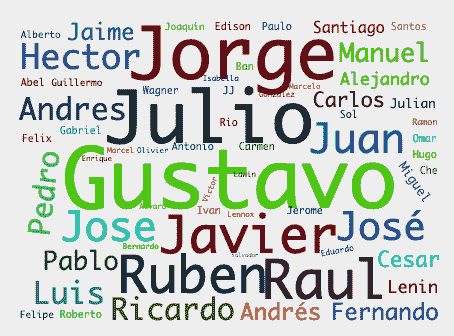 Alberto Jaime Joaquin Edison Paulo Santiago Santos
Hector Jorge Manuel
Ban Alejandro
Abel Guillermo Isabella
Wagner JJ Marcelo Gonzalez Carlos Julian
Andres Julio
Rio Sol Ramon
Felix Gabriel Antonio Carmen Juan Omar
Marcel Olivier Hugo
Enrique Che
Pedro Gustavo Edwin Miguel
Victor
Alvaro Ivan Lennox Jérome
Jose Javier José
Bernardo Eduardo
Pablo Salvador Cesar
Ruben Raul
Luis Lenin
Felipe Roberto Ricardo Andrés Fernando